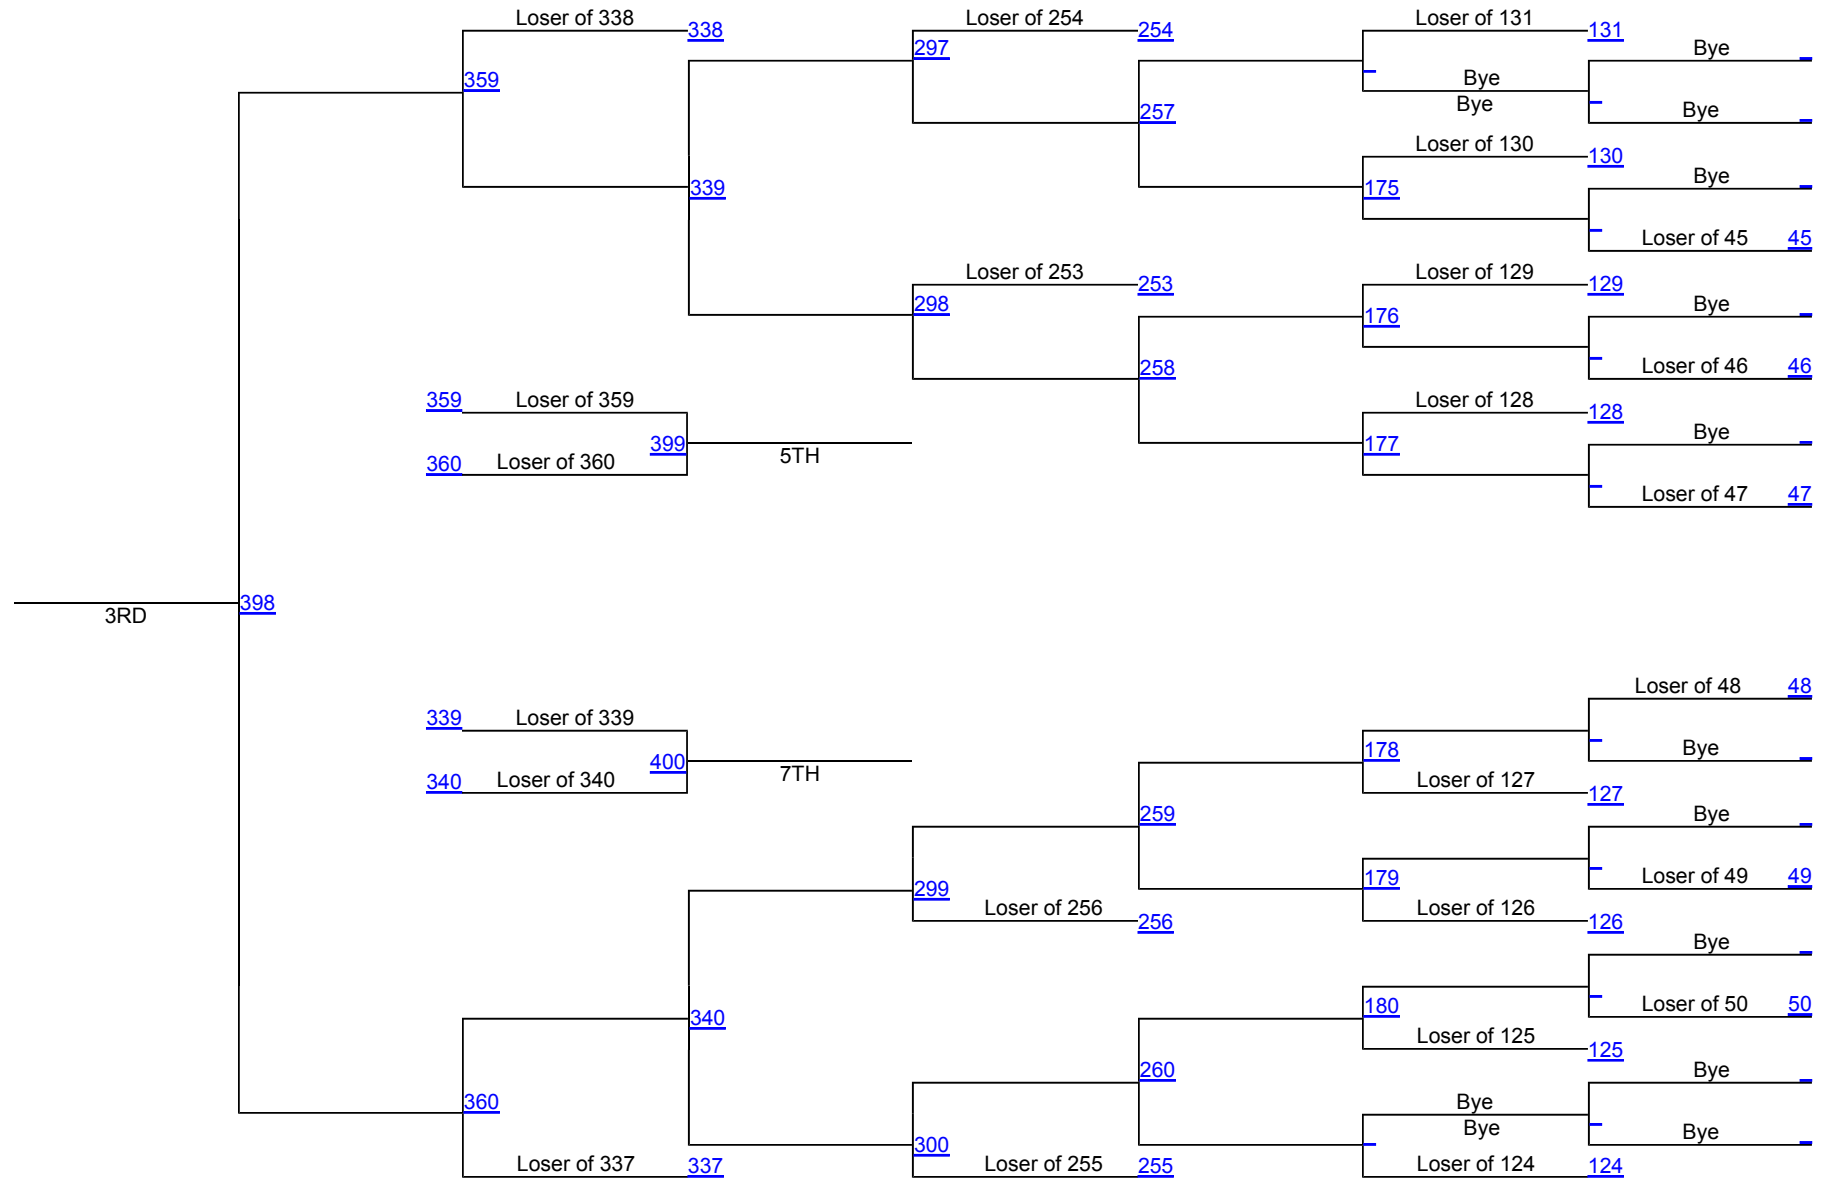 Loser of 338 338 Loser of 254 254 Loser of 131 131
297 Bye
359 Bye
Bye
257 Bye
Loser of 130 130
Bye
339 175
Loser of 45 45
Loser of 253 253 Loser of 129 129
298 176 Bye
258 Loser of 46 46
359 Loser of 359 Loser of 128 128
399 177 Bye
5TH
360 Loser of 360
Loser of 47 47
398
3RD
Loser of 48 48
339 Loser of 339
400 178 Bye
7TH
340 Loser of 340 Loser of 127 127
259 Bye
299 179 Loser of 49 49
Loser of 256 256 Loser of 126 126
Bye
340 180 Loser of 50 50
Loser of 125 125
260 Bye
360 Bye
Bye Bye
300
Loser of 337 337 Loser of 255 255 Loser of 124 124